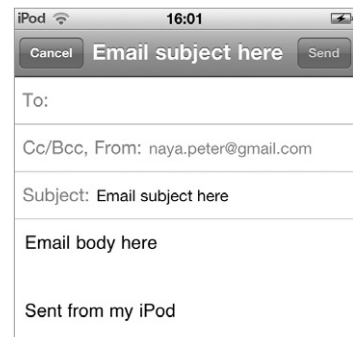 iPod 16:01
Cancel Email subject here Send
To:
Cc/Bcc, From: naya.peter@gmail.com
Subject: Email subject here
Email body here
Sent from my iPod